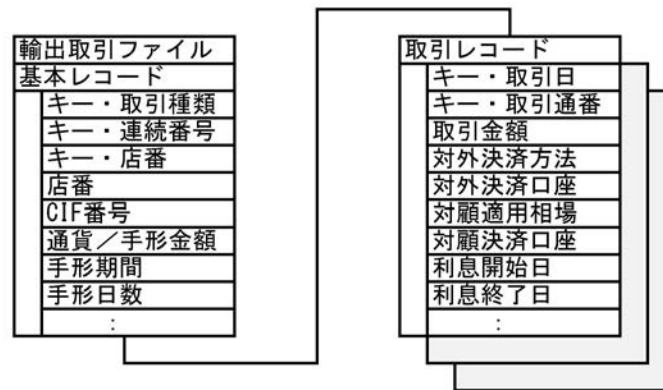 輸出取引ファイル
基本レコード
キー・取引種類
キー・連続番号
キー・店番
店番
CIF番号
通貨／手形金額
手形期間
手形日数
：
取引レコード
キー・取引日
キー・取引通番
取引金額
対外決済方法
対外決済口座
対顧適用相場
対顧決済口座
利息開始日
利息終了日
：